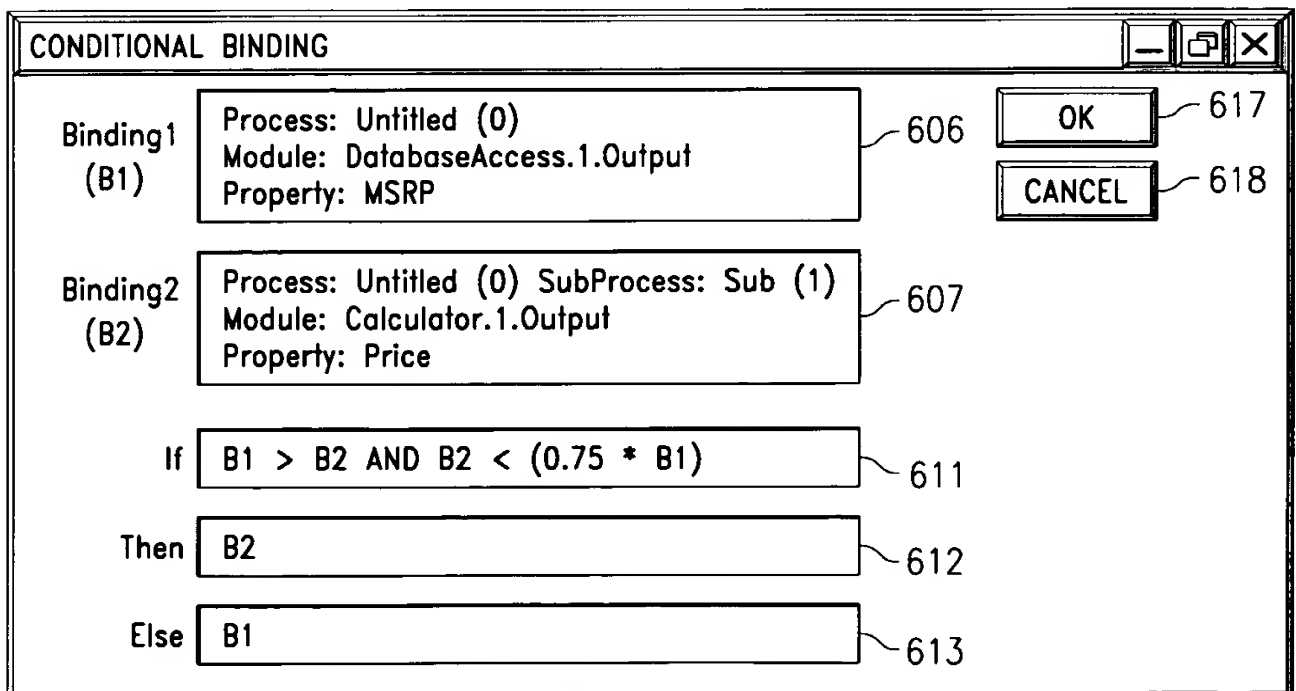 CONDITIONAL BINDING
Binding1
(B1)
Process: Untitled (0)
Module: DatabaseAccess.1.Output
Property: MSRP
606
OK
617
CANCEL
618
Binding2
(B2)
Process: Untitled (0) SubProcess: Sub (1)
Module: Calculator.1.Output
Property: Price
607
If
B1 > B2 AND B2 < (0.75 * B1)
611
Then
B2
612
Else
B1
613